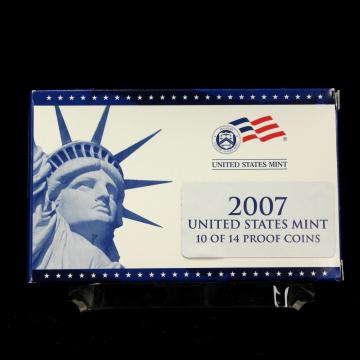 UNITED STATES MINT
2007
UNITED STATES MINT
10 OF 14 PROOF COINS